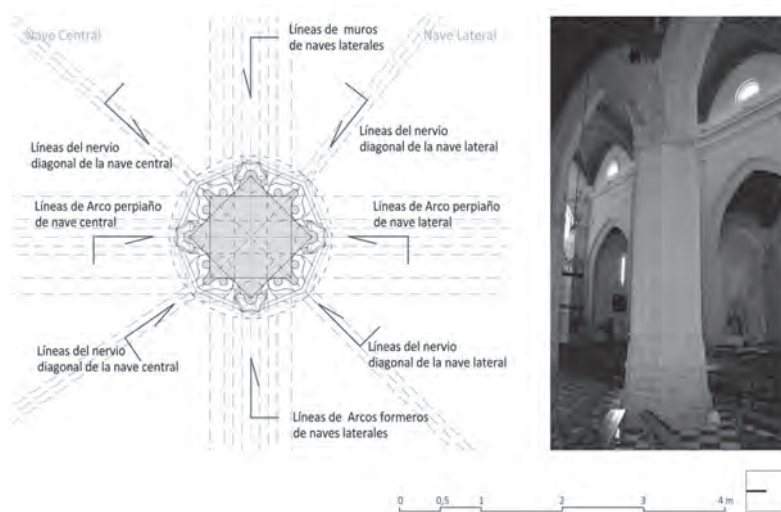 Nave Central
Líneas de muros
de naves laterales
Nave Lateral
Líneas del nervio
diagonal de la nave central
Líneas del nervio
diagonal de la nave lateral
Líneas de Arco perpiaño
de nave central
Líneas de Arco perpiaño
de nave lateral
Líneas del nervio
diagonal de la nave central
Líneas del nervio
diagonal de la nave lateral
Líneas de Arcos formeros
de naves laterales
0 0,5 1 2 3 4 m